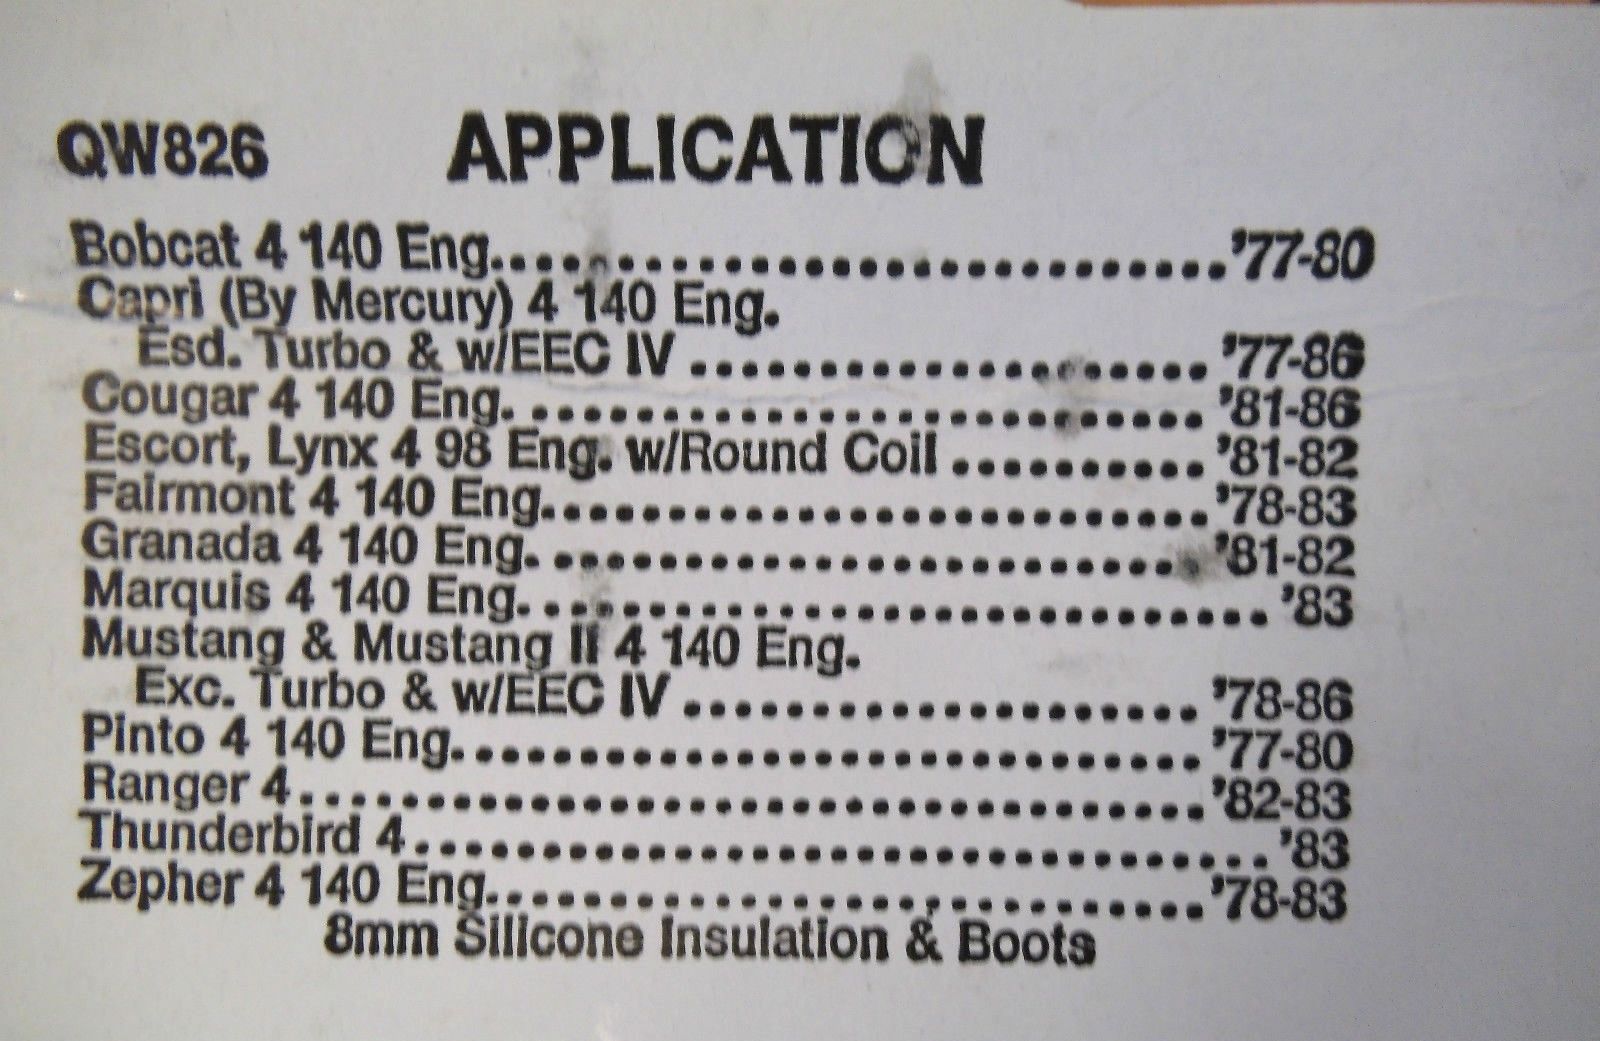 QW826 APPLICATION
Bobcat 4 140 Eng..............................'77-80
Capri (By Mercury) 4 140 Eng.
Esd. Turbo & w/EEC IV ....................'77-86
Cougar 4 140 Eng. ..........................'81-86
Escort, Lynx 4 98 Eng. w/Round Coil ..........'81-82
Fairmont 4 140 Eng..........................'78-83
Granada 4 140 Eng. .........................'81-82
Marquis 4 140 Eng.............................'83
Mustang & Mustang II 4 140 Eng.
Exc. Turbo & w/EEC IV ....................'78-86
Pinto 4 140 Eng.............................'77-80
Ranger 4...................................'82-83
Thunderbird 4.................................'83
Zepher 4 140 Eng............................'78-83
8mm Silicone Insulation & Boots